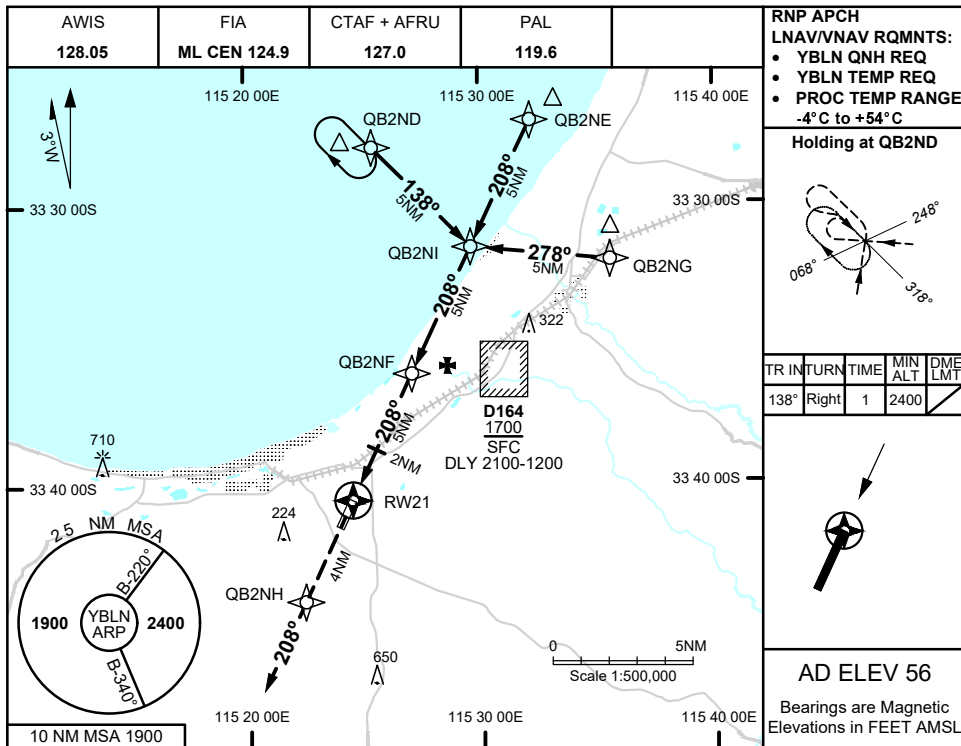 AWIS
128.05
FIA
ML CEN 124.9
CTAF + AFRU
127.0
PAL
119.6
RNP APCH
LNAV/VNAV RQMNTS:
• YBLN QNH REQ
• YBLN TEMP REQ
• PROC TEMP RANGE
-4°C to +54°C
Holding at QB2ND
248°
068°
318°
TR IN TURN TIME MIN ALT DME LMT
138° Right 1 2400
AD ELEV 56
Bearings are Magnetic
Elevations in FEET AMSL
115 20 00E
115 30 00E
115 40 00E
3°W
QB2ND
QB2NE
138°
5NM
208°
5NM
33 30 00S
33 30 00S
QB2NI
278°
5NM
QB2NG
208°
5NM
322
QB2NF
D164
1700
SFC
DLY 2100-1200
208°
5NM
2NM
710
33 40 00S
33 40 00S
RW21
224
4NM
2.5 NM MSA
B-220°
1900
YBLN
ARP
2400
B-340°
QB2NH
208°
650
0 5NM
Scale 1:500,000
115 20 00E
115 30 00E
115 40 00E
10 NM MSA 1900